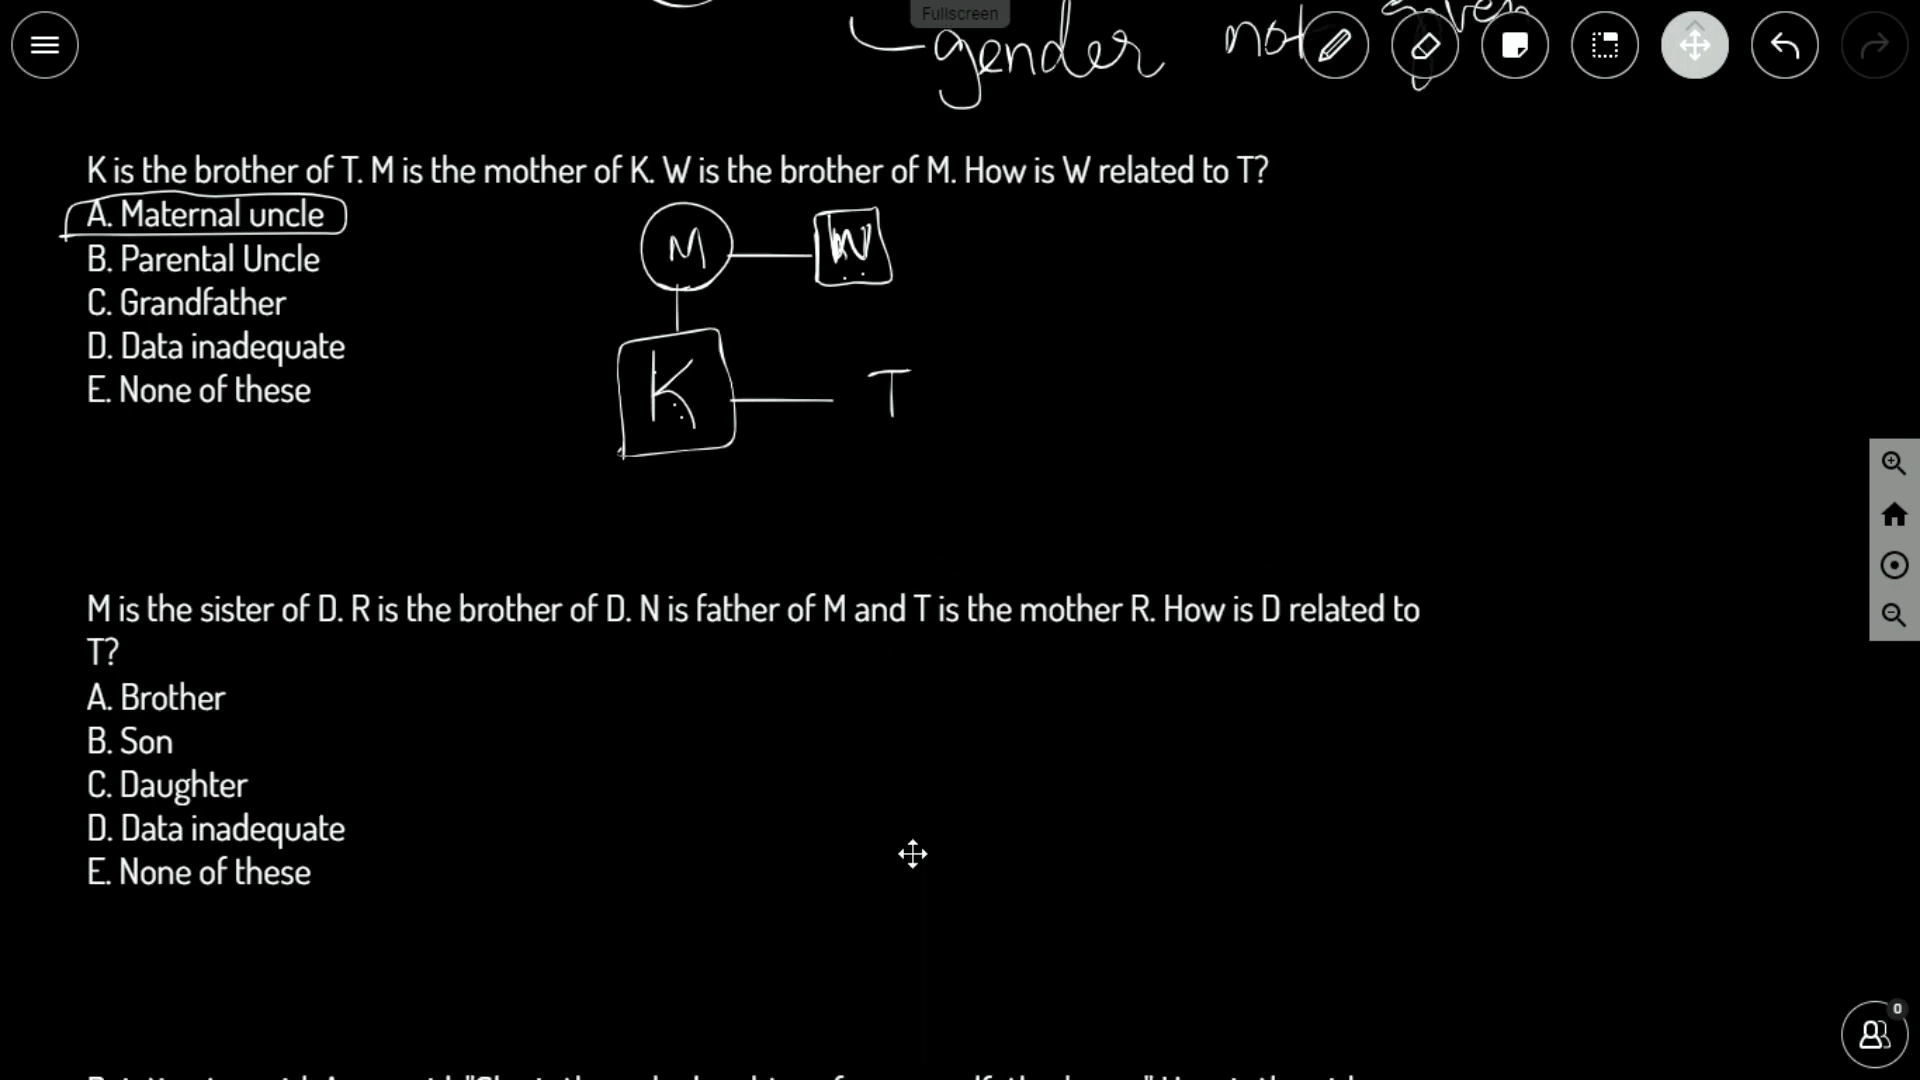 Fullscreen
gender not given
K is the brother of T. M is the mother of K. W is the brother of M. How is W related to T?
A. Maternal uncle
B. Parental Uncle
C. Grandfather
D. Data inadequate
E. None of these
M W
K T
M is the sister of D. R is the brother of D. N is father of M and T is the mother R. How is D related to
T?
A. Brother
B. Son
C. Daughter
D. Data inadequate
E. None of these
0